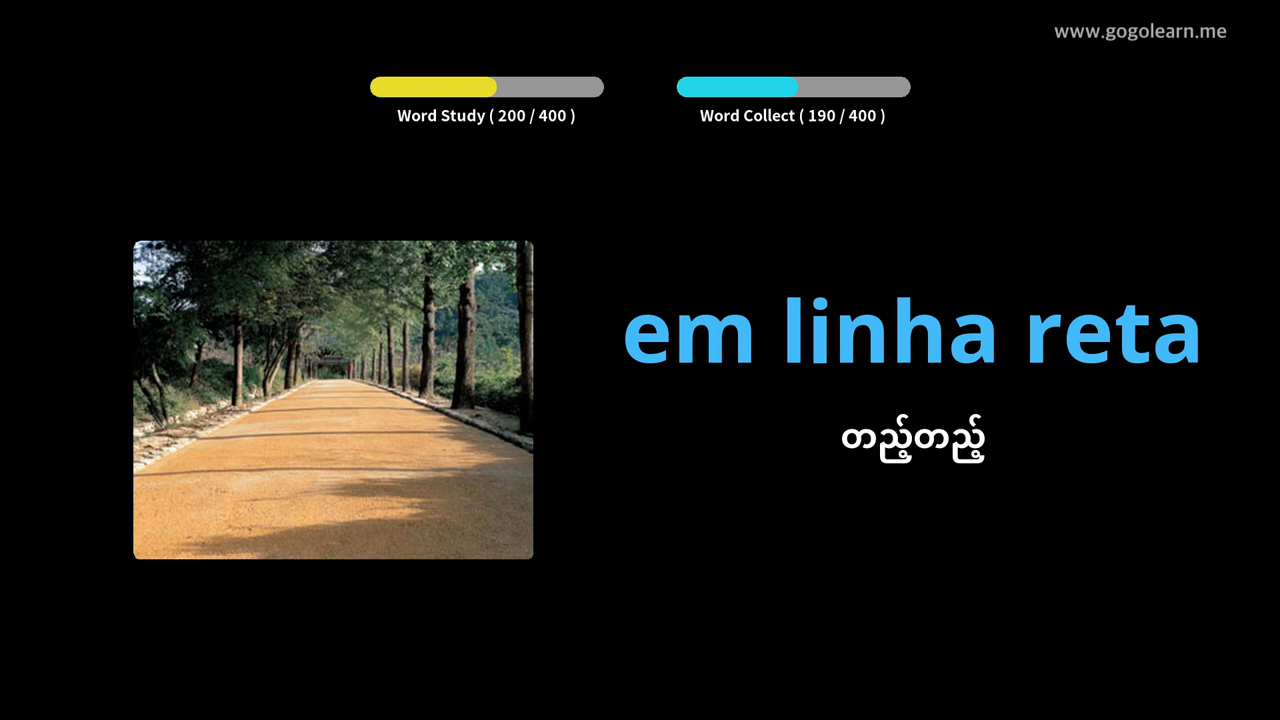 www.gogolearn.me
Word Study ( 200 / 400 )
Word Collect ( 190 / 400 )
em linha reta
တည့်တည့်